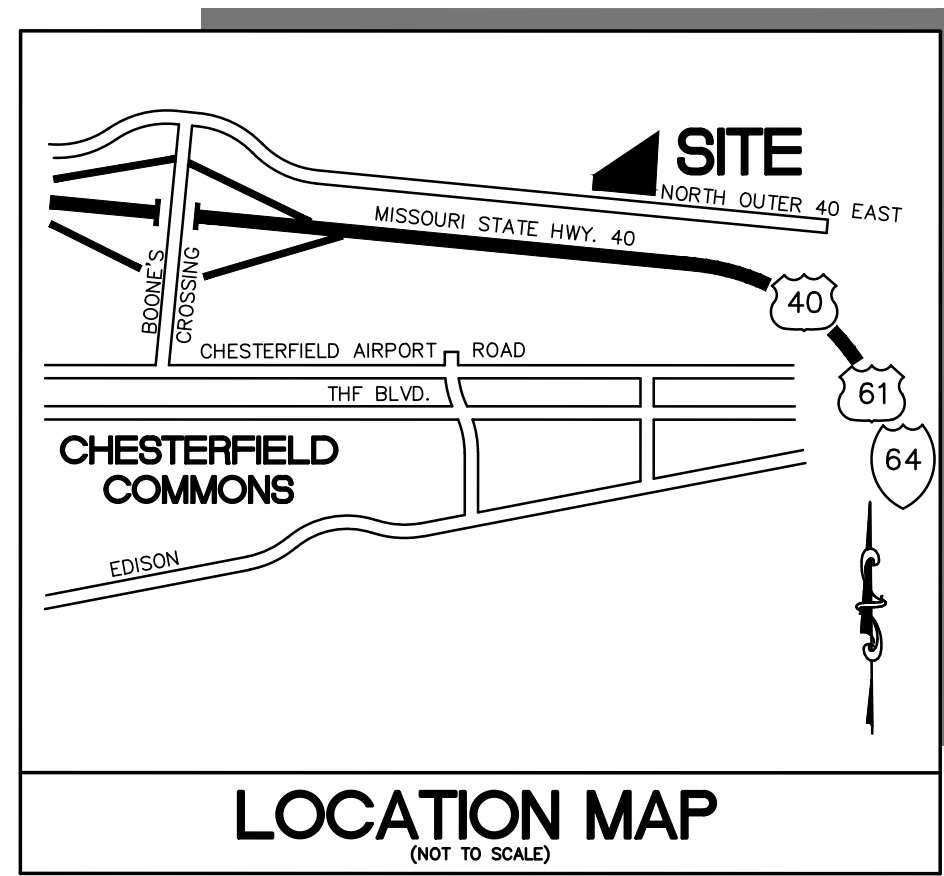 SITE
NORTH OUTER 40 EAST
MISSOURI STATE HWY. 40
BOONE'S
CROSSING
40
CHESTERFIELD AIRPORT ROAD
THF BLVD.
61
CHESTERFIELD
COMMONS
64
EDISON
LOCATION MAP
(NOT TO SCALE)